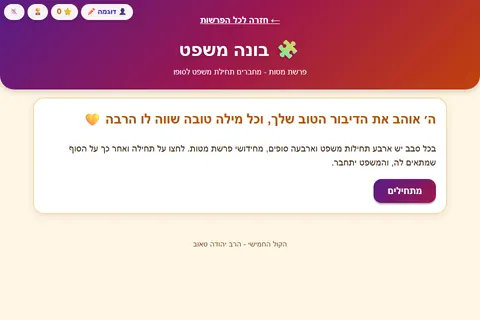 דוגמה
0
← חזרה לכל הפרשות
בונה משפט
פרשת מטות - מחברים תחילת משפט לסופו
ה׳ אוהב את הדיבור הטוב שלך, וכל מילה טובה שווה לו הרבה
בכל סבב יש ארבע תחילות משפט וארבעה סופים, מחידושי פרשת מטות. לחצו על תחילה ואחר כך על הסוף
שמתאים לה, והמשפט יתחבר.
מתחילים
הקול החמישי - הרב יהודה טאוב